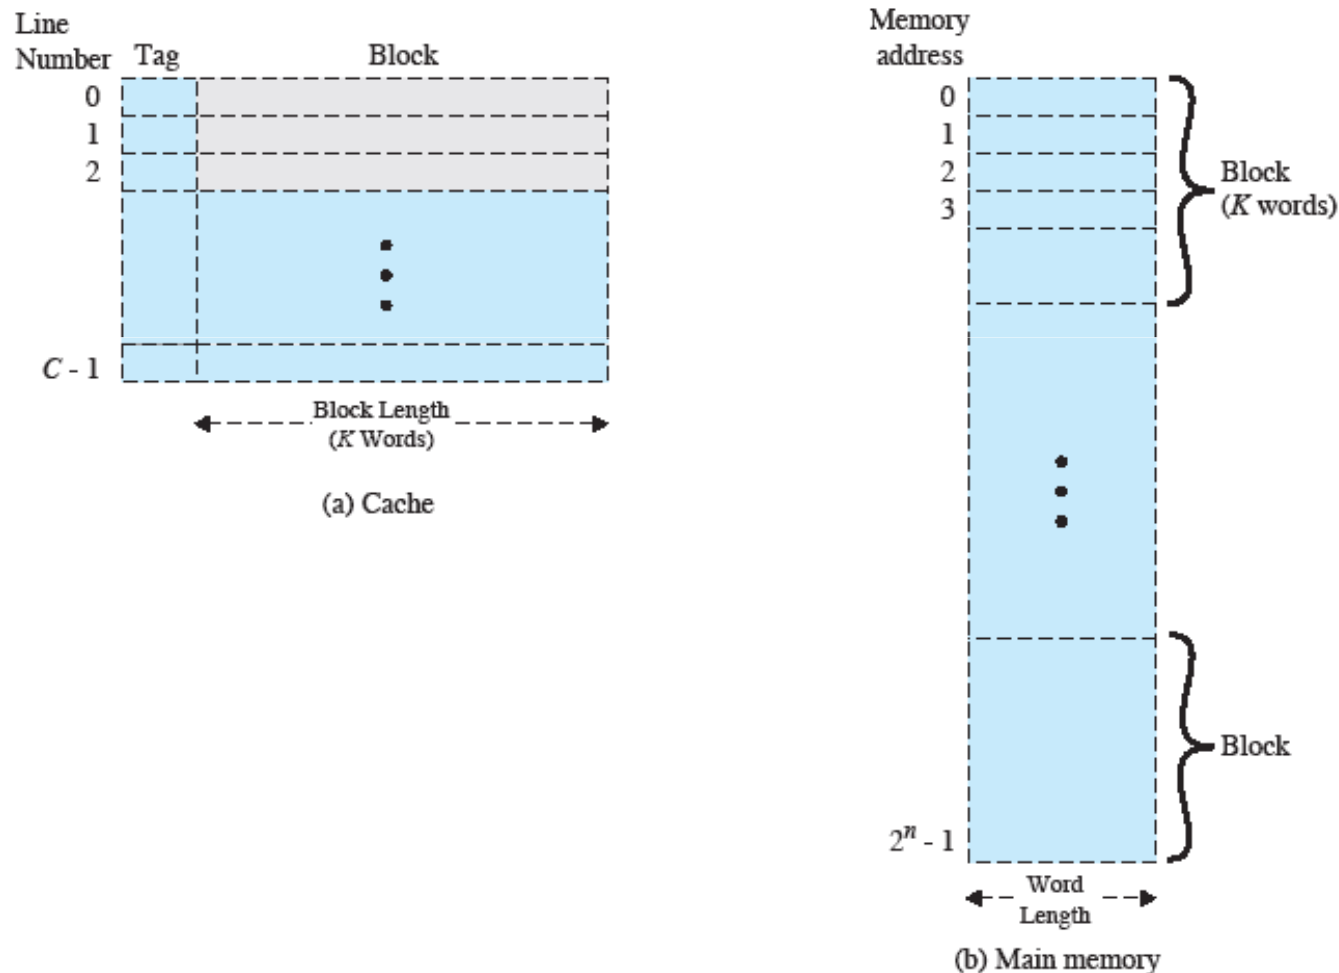 Line
Number Tag Block
0
1
2
C - 1
Block Length
(K Words)
(a) Cache
Memory
address
0
1
2
3
Block
(K words)
Block
2ⁿ - 1
Word
Length
(b) Main memory